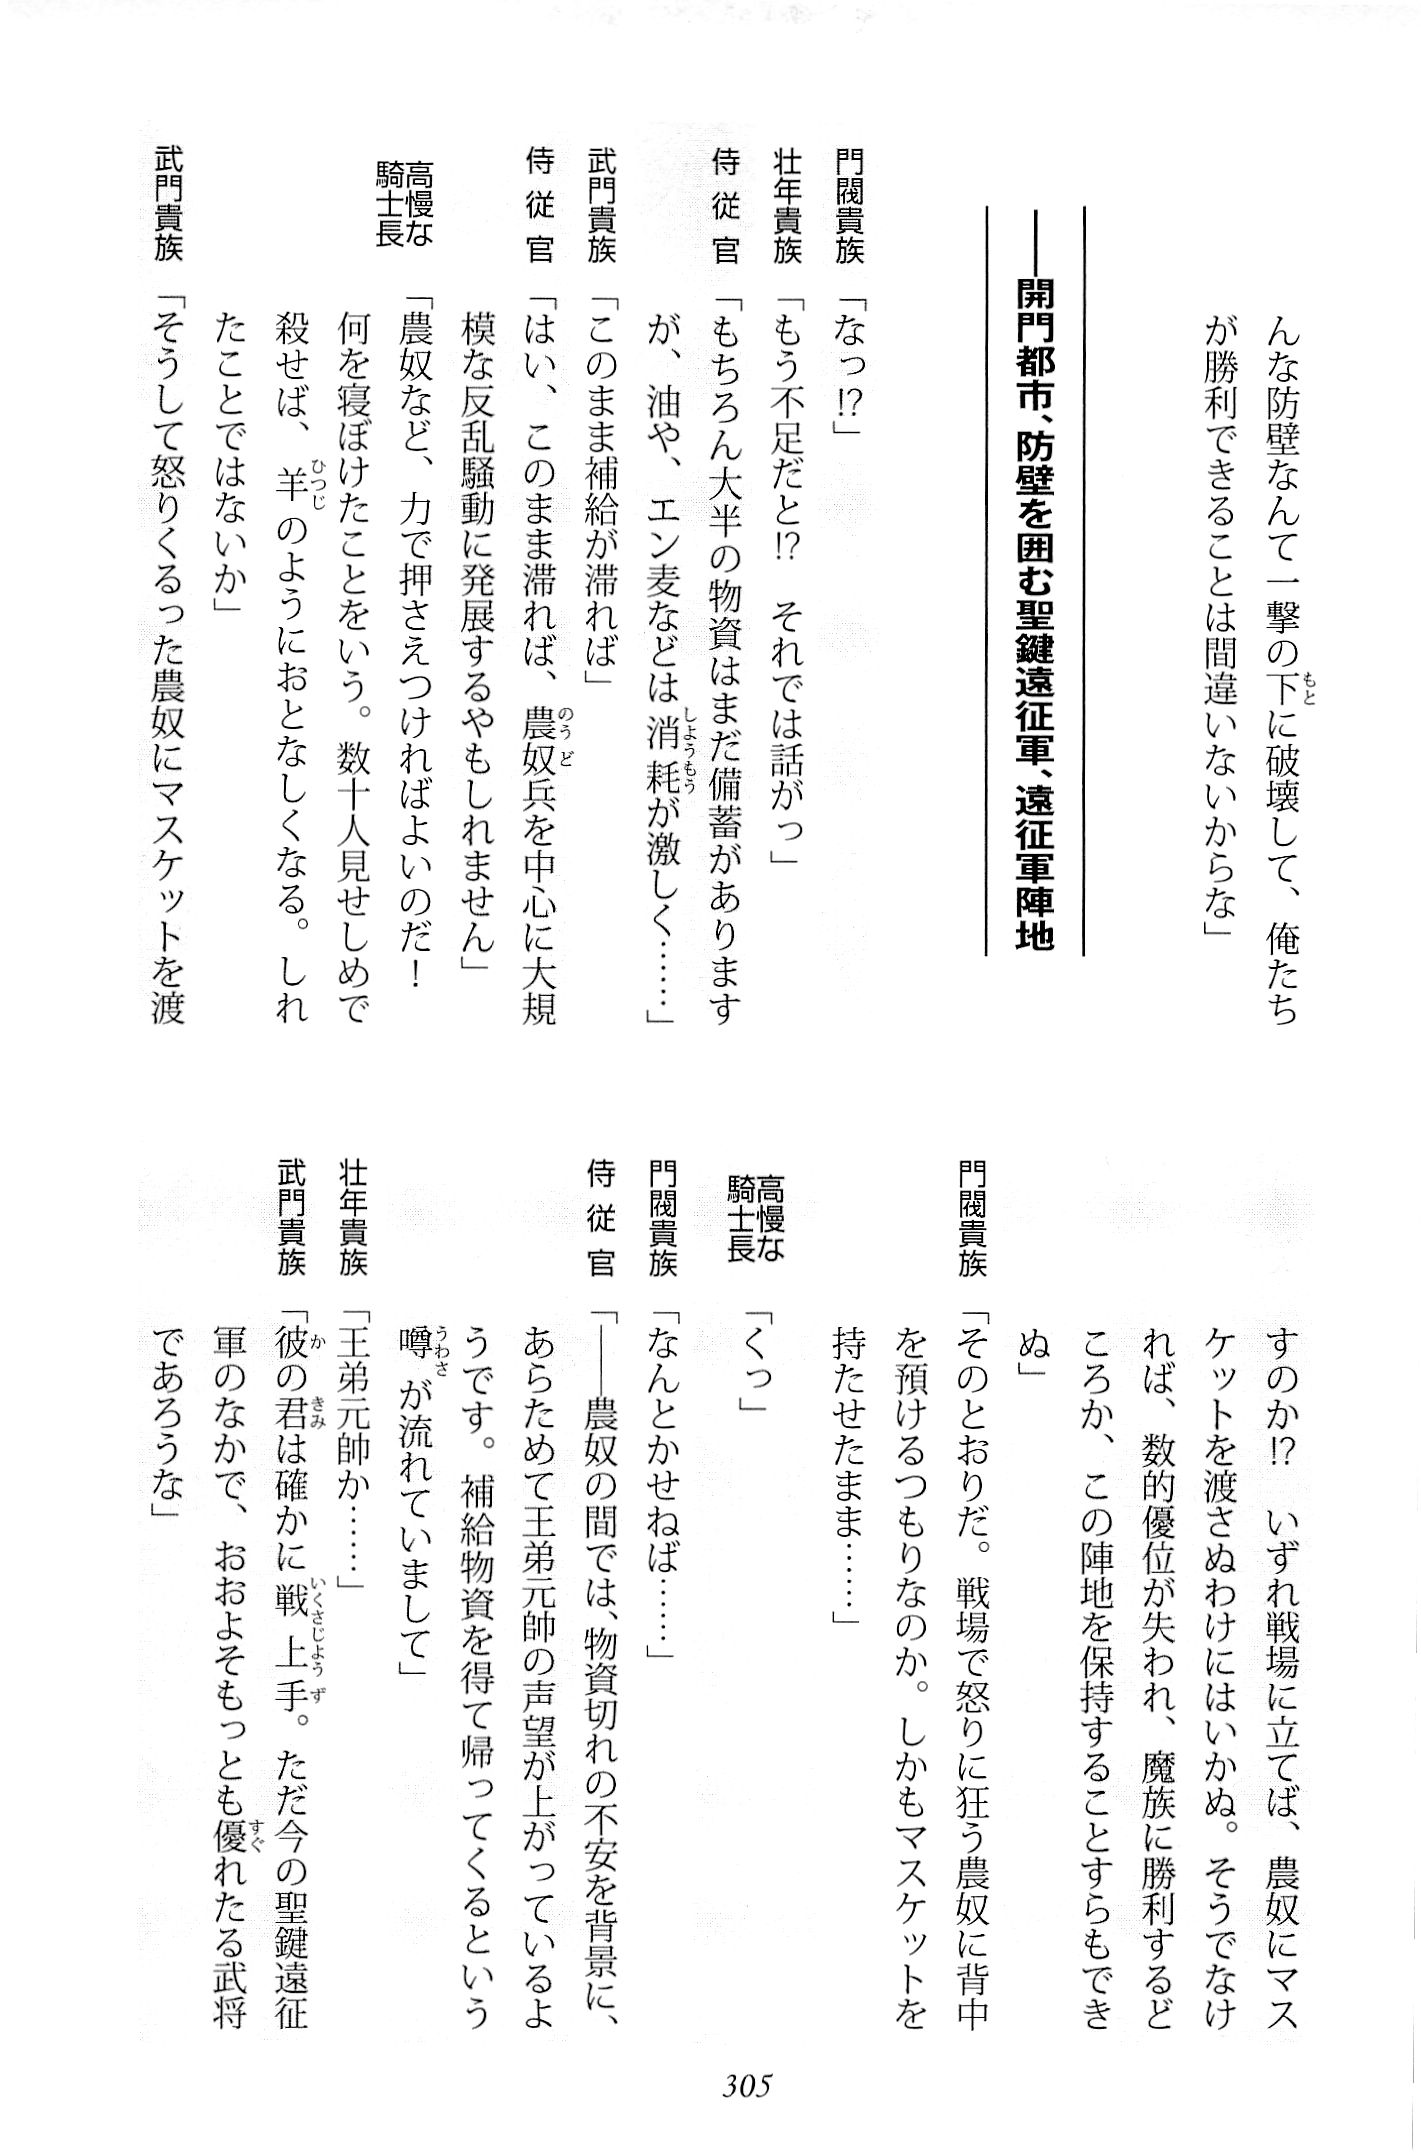 んな防壁なんて一撃の下に破壊して、俺たち
が勝利できることは間違いないからな」
――開門都市、防壁を囲む聖鍵遠征軍、遠征軍陣地
門閥貴族「なっ!?」
壮年貴族「もう不足だと!?　それでは話がっ」
侍従官「もちろん大半の物資はまだ備蓄があります
が、油や、エン麦などは消耗が激しく……」
武門貴族「このまま補給が滞れば」
侍従官「はい、このまま滞れば、農奴兵を中心に大規
模な反乱騒動に発展するやもしれません」
高慢な騎士長「農奴など、力で押さえつければよいのだ！
何を寝ぼけたことをいう。数十人見せしめで
殺せば、羊のようにおとなしくなる。しれ
たことではないか」
武門貴族「そうして怒りくるった農奴にマスケットを渡
すのか!?　いずれ戦場に立てば、農奴にマス
ケットを渡さぬわけにはいかぬ。そうでなけ
れば、数的優位が失われ、魔族に勝利するど
ころか、この陣地を保持することすらもでき
ぬ」
門閥貴族「そのとおりだ。戦場で怒りに狂う農奴に背中
を預けるつもりなのか。しかもマスケットを
持たせたまま……」
高慢な騎士長「くっ」
門閥貴族「なんとかせねば……」
侍従官「――農奴の間では、物資切れの不安を背景に、
あらためて王弟元帥の声望が上がっているよ
うです。補給物資を得て帰ってくるという
噂が流れていまして」
壮年貴族「王弟元帥か……」
武門貴族「彼の君は確かに戦上手。ただ今の聖鍵遠征
軍のなかで、おおよそもっとも優れたる武将
であろうな」
305